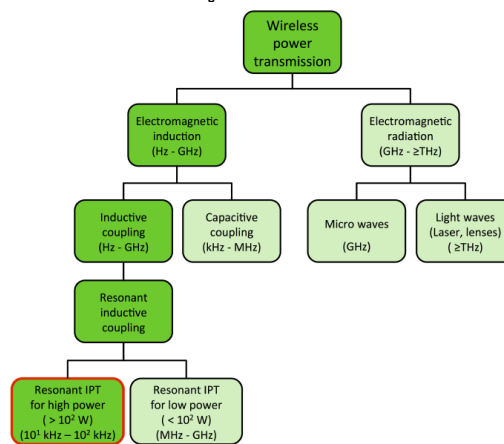 Wireless
power
transmission
Electromagnetic
induction
(Hz - GHz)
Electromagnetic
radiation
(GHz - ≥THz)
Inductive
coupling
(Hz - GHz)
Capacitive
coupling
(kHz - MHz)
Micro waves
(GHz)
Light waves
(Laser, lenses)
( ≥THz)
Resonant
inductive
coupling
Resonant IPT
for high power
( > 10² W)
(10¹ kHz – 10² kHz)
Resonant IPT
for low power
( < 10² W)
(MHz - GHz)